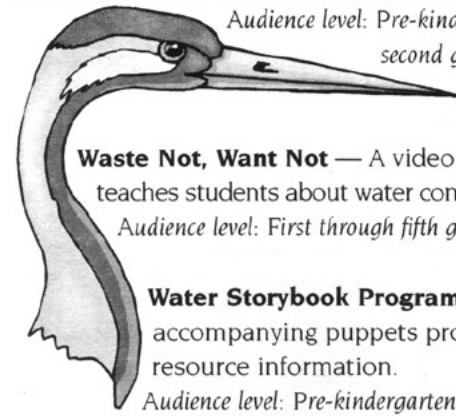 Audience level: Pre-kinde
second g
Waste Not, Want Not — A video
teaches students about water con
Audience level: First through fifth g
Water Storybook Program
accompanying puppets pro
resource information.
Audience level: Pre-kindergarten